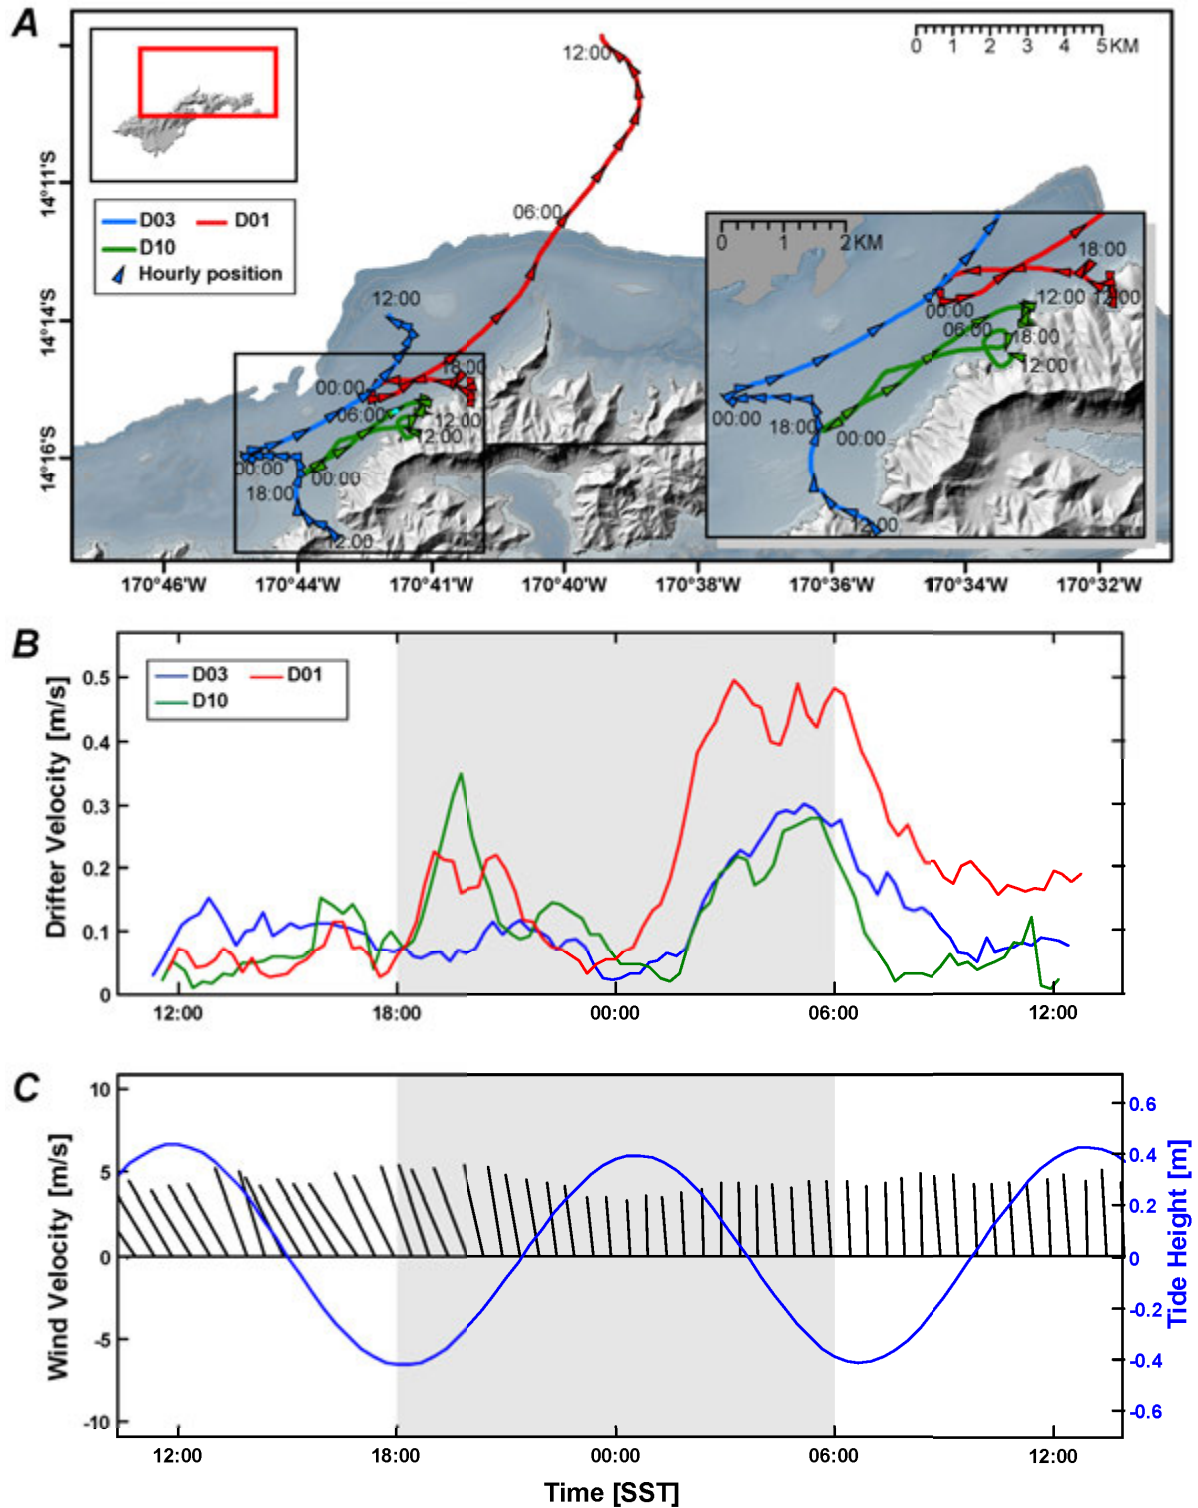 A
0 1 2 3 4 5 KM
12:00
14°11'S
D03 D01
D10
Hourly position
06:00
0 1 2 KM
12:00
18:00
14°14'S
00:00
12:00
12:00
06:00
18:00
12:00
00:00
18:00
00:00
12:00
00:00
18:00
06:00
12:00
12:00
14°16'S
00:00
00:00
18:00
12:00
170°46'W 170°44'W 170°41'W 170°40'W 170°38'W 170°36'W 170°34'W 170°32'W
B
Drifter Velocity [m/s]
D03 D01
D10
0.5
0.4
0.3
0.2
0.1
0
12:00 18:00 00:00 06:00 12:00
C
Wind Velocity [m/s]
10
5
0
-5
-10
0.6
0.4
0.2
0
-0.2
-0.4
-0.6
Tide Height [m]
12:00 18:00 00:00 06:00 12:00
Time [SST]